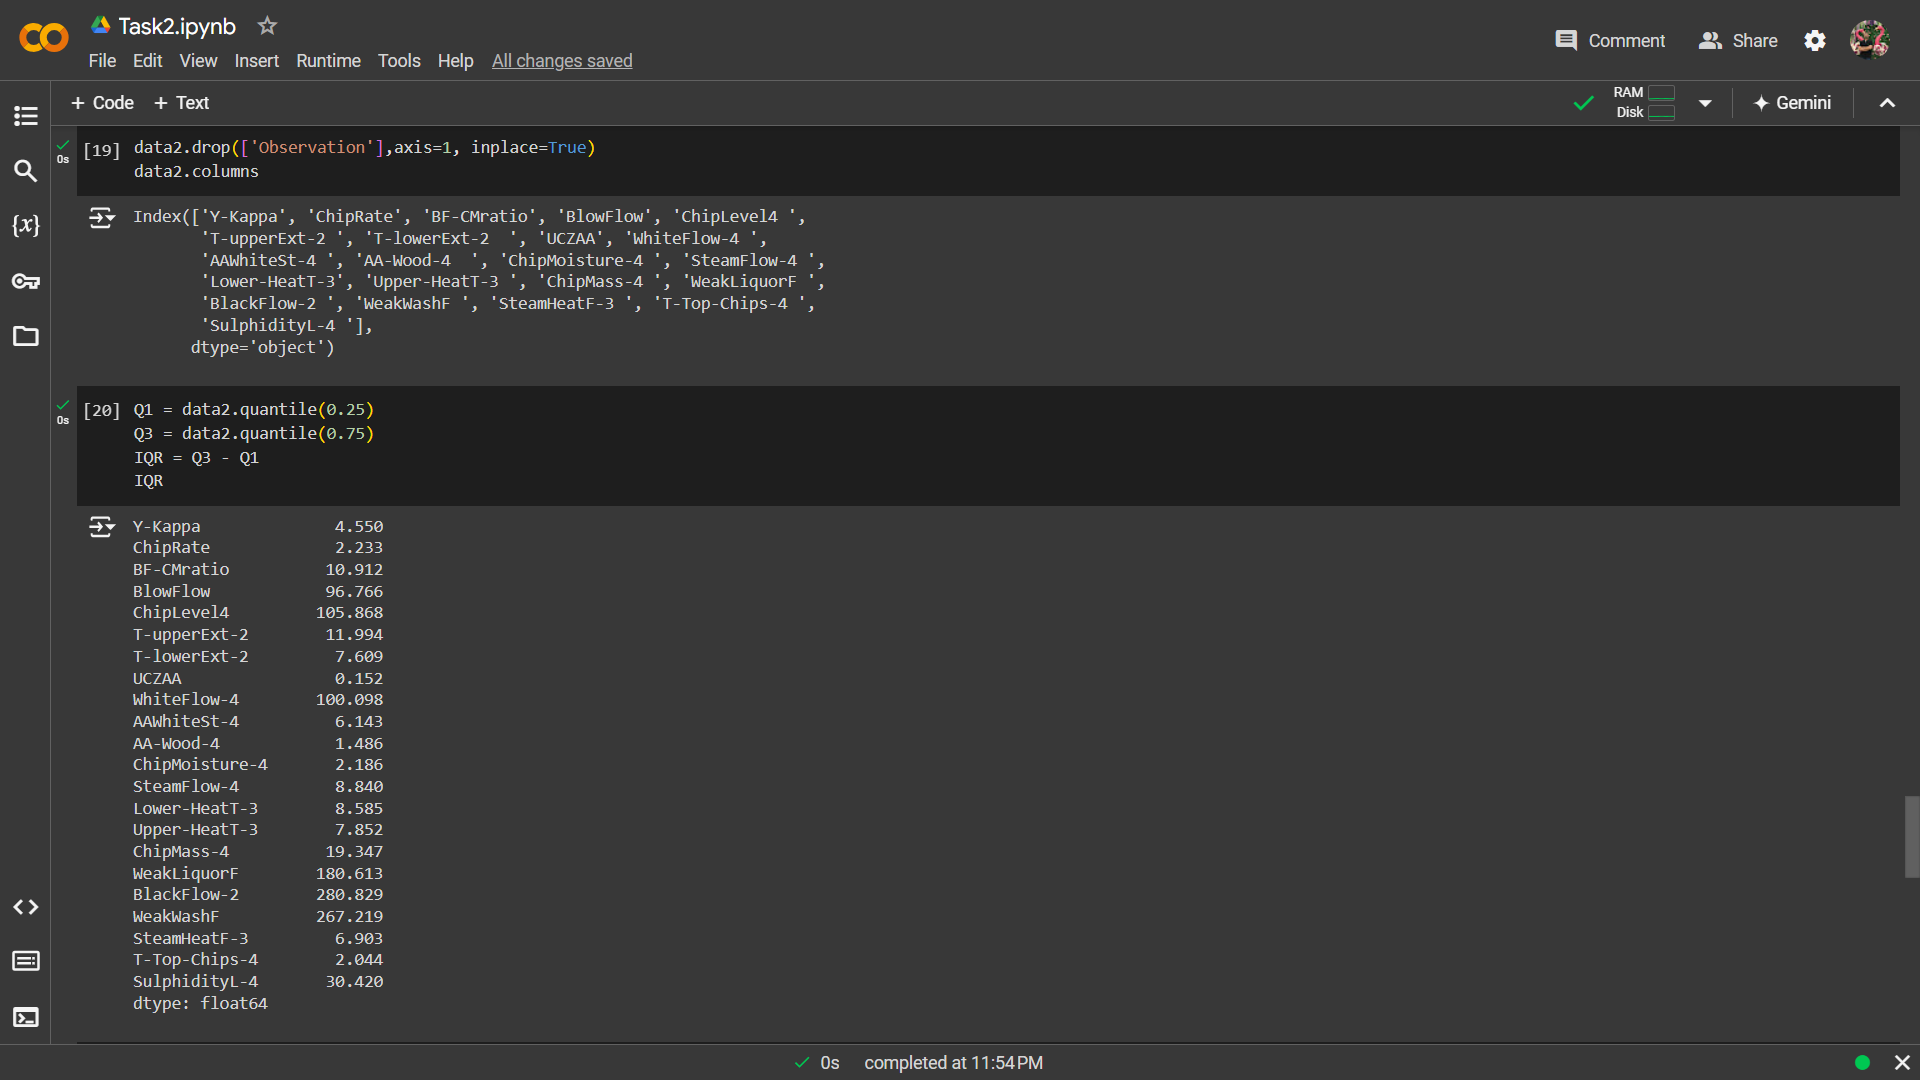 Task2.ipynb
File Edit View Insert Runtime Tools Help All changes saved
Comment Share
+ Code + Text
RAM
Disk
Gemini
0s
[19] data2.drop(['Observation'],axis=1, inplace=True)
data2.columns
{x}
Index(['Y-Kappa', 'ChipRate', 'BF-CMratio', 'BlowFlow', 'ChipLevel4 ',
'T-upperExt-2 ', 'T-lowerExt-2  ', 'UCZAA', 'WhiteFlow-4 ',
'AAWhiteSt-4 ', 'AA-Wood-4  ', 'ChipMoisture-4 ', 'SteamFlow-4 ',
'Lower-HeatT-3', 'Upper-HeatT-3 ', 'ChipMass-4 ', 'WeakLiquorF ',
'BlackFlow-2 ', 'WeakWashF ', 'SteamHeatF-3 ', 'T-Top-Chips-4 ',
'SulphidityL-4 '],
dtype='object')
0s
[20] Q1 = data2.quantile(0.25)
Q3 = data2.quantile(0.75)
IQR = Q3 - Q1
IQR
Y-Kappa 4.550
ChipRate 2.233
BF-CMratio 10.912
BlowFlow 96.766
ChipLevel4 105.868
T-upperExt-2 11.994
T-lowerExt-2 7.609
UCZAA 0.152
WhiteFlow-4 100.098
AAWhiteSt-4 6.143
AA-Wood-4 1.486
ChipMoisture-4 2.186
SteamFlow-4 8.840
Lower-HeatT-3 8.585
Upper-HeatT-3 7.852
ChipMass-4 19.347
WeakLiquorF 180.613
BlackFlow-2 280.829
WeakWashF 267.219
SteamHeatF-3 6.903
T-Top-Chips-4 2.044
SulphidityL-4 30.420
dtype: float64
0s completed at 11:54 PM